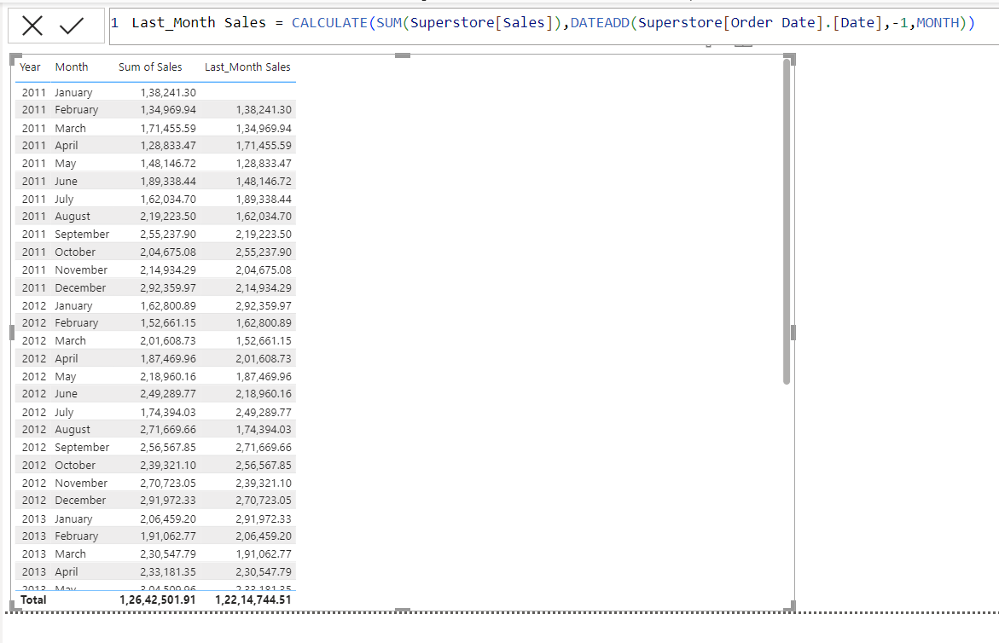 1 Last_Month Sales = CALCULATE(SUM(Superstore[Sales]),DATEADD(Superstore[Order Date].[Date],-1,MONTH))
Year Month Sum of Sales Last_Month Sales
2011 January 1,38,241.30
2011 February 1,34,969.94 1,38,241.30
2011 March 1,71,455.59 1,34,969.94
2011 April 1,28,833.47 1,71,455.59
2011 May 1,48,146.72 1,28,833.47
2011 June 1,89,338.44 1,48,146.72
2011 July 1,62,034.70 1,89,338.44
2011 August 2,19,223.50 1,62,034.70
2011 September 2,55,237.90 2,19,223.50
2011 October 2,04,675.08 2,55,237.90
2011 November 2,14,934.29 2,04,675.08
2011 December 2,92,359.97 2,14,934.29
2012 January 1,62,800.89 2,92,359.97
2012 February 1,52,661.15 1,62,800.89
2012 March 2,01,608.73 1,52,661.15
2012 April 1,87,469.96 2,01,608.73
2012 May 2,18,960.16 1,87,469.96
2012 June 2,49,289.77 2,18,960.16
2012 July 1,74,394.03 2,49,289.77
2012 August 2,71,669.66 1,74,394.03
2012 September 2,56,567.85 2,71,669.66
2012 October 2,39,321.10 2,56,567.85
2012 November 2,70,723.05 2,39,321.10
2012 December 2,91,972.33 2,70,723.05
2013 January 2,06,459.20 2,91,972.33
2013 February 1,91,062.77 2,06,459.20
2013 March 2,30,547.79 1,91,062.77
2013 April 2,33,181.35 2,30,547.79
2013 May 3,04,509.96 2,33,181.35
Total 1,26,42,501.91 1,22,14,744.51